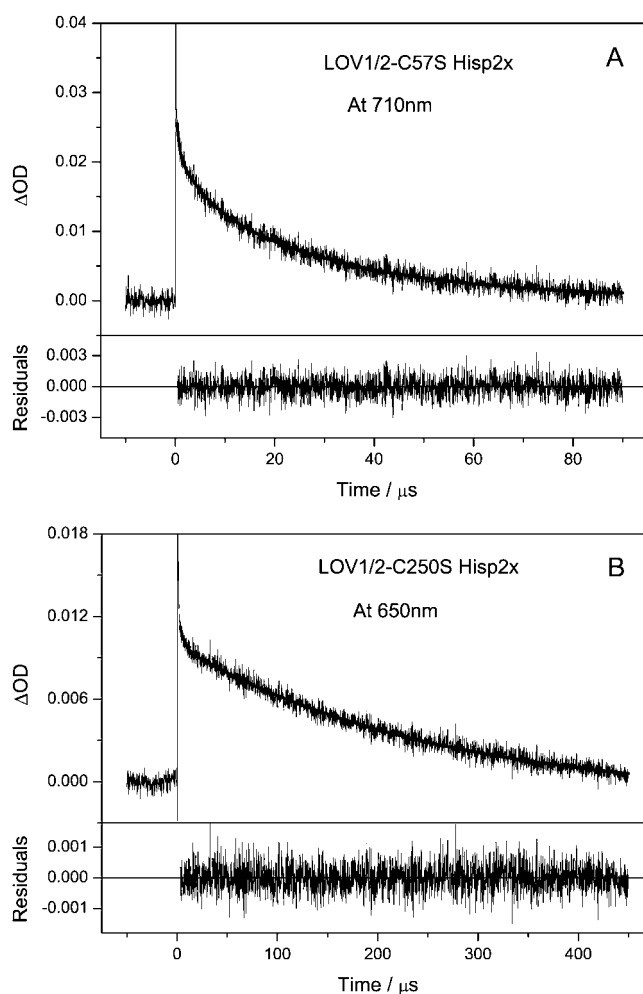 0.04
LOV1/2-C57S Hisp2x
A
At 710nm
0.03
0.02
0.01
0.00
ΔOD
0.003
0.000
-0.003
Residuals
0 20 40 60 80
Time / μs
0.018
LOV1/2-C250S Hisp2x
B
At 650nm
0.012
0.006
0.000
ΔOD
0.001
0.000
-0.001
Residuals
0 100 200 300 400
Time / μs